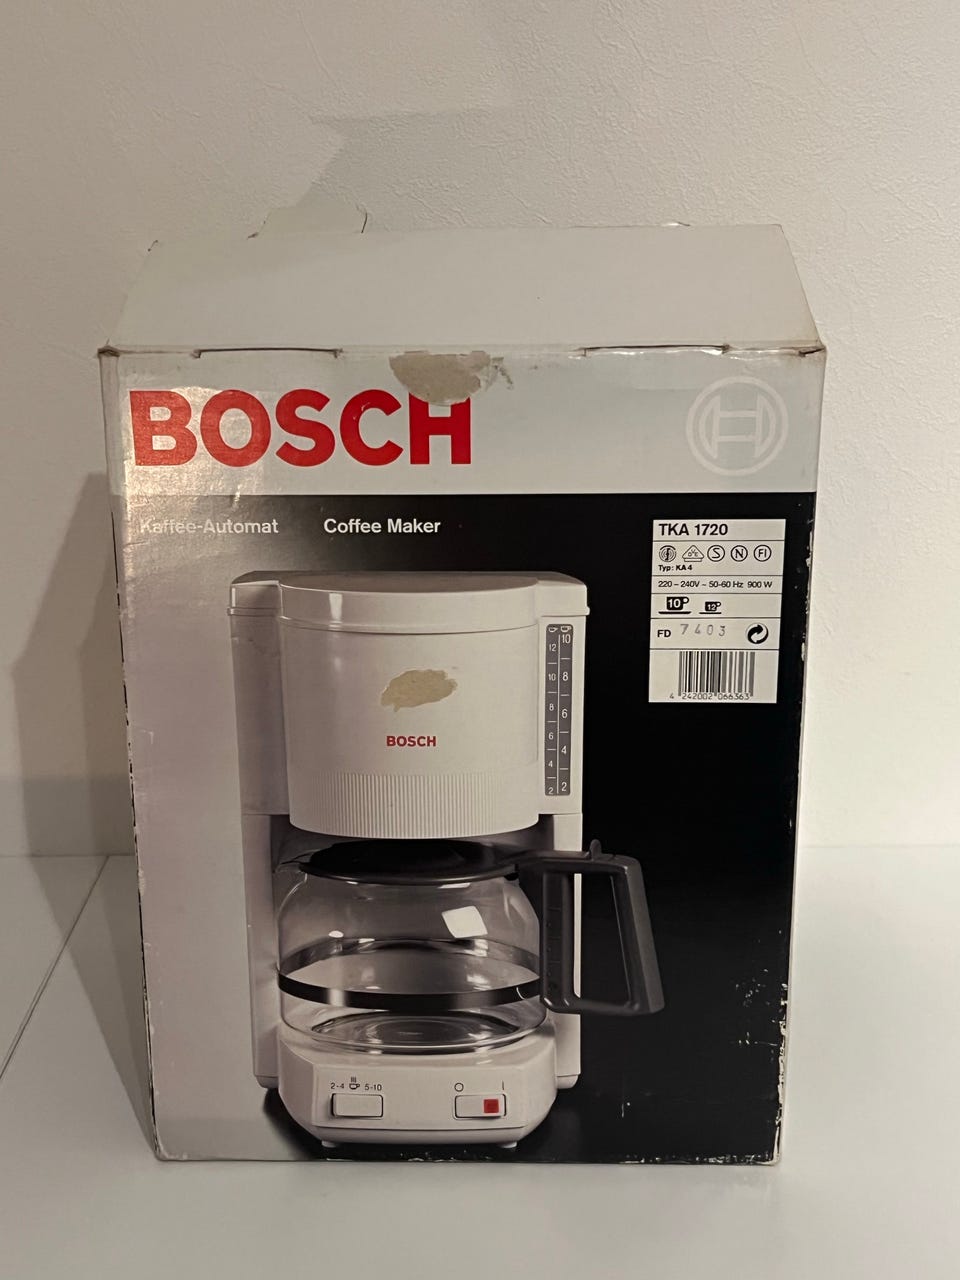 BOSCH
Kaffee-Automat Coffee Maker
TKA 1720
S N FI
Typ: KA 4
220 – 240V ~ 50-60 Hz 900 W
10 12
FD 7403
4 242002 066363
10
12
10 8
8
6 6
4 4
2 2
BOSCH
2-4 5-10 O I